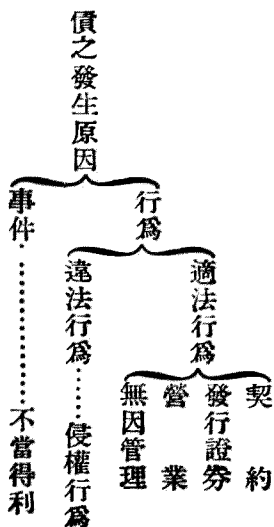 債之發生原因
行爲
適法行爲
契約
發行證券
營業
無因管理
違法行爲……侵權行爲
事件…………不當得利